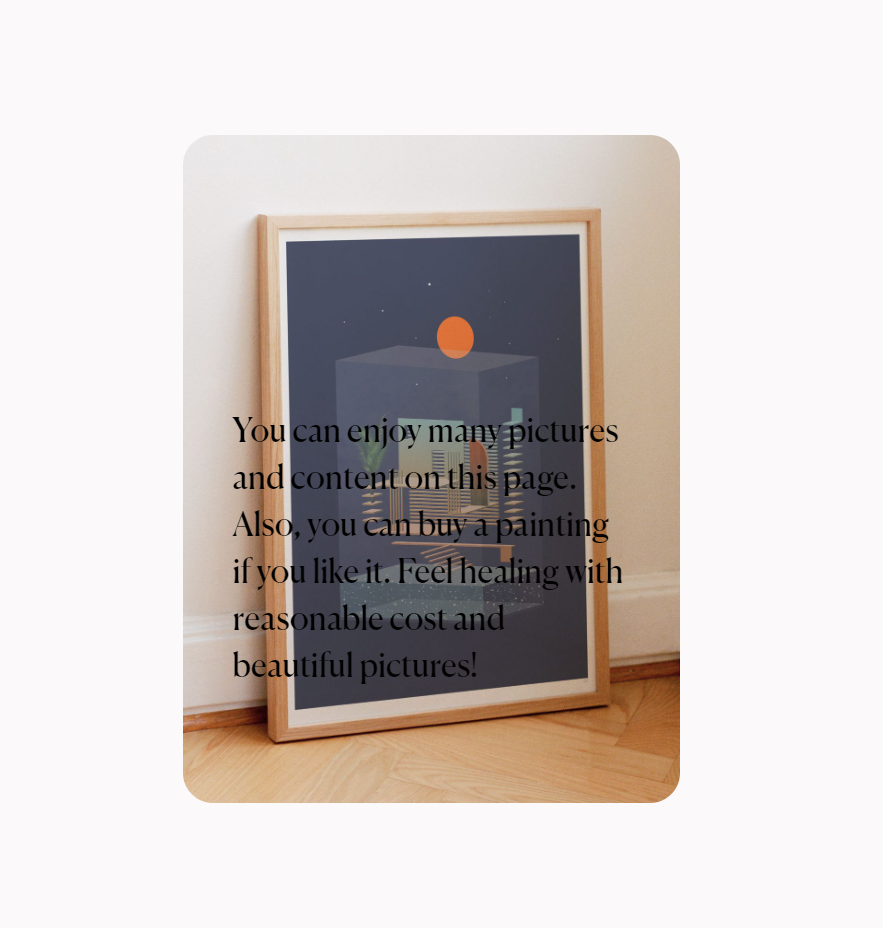 You can enjoy many pictures
and content on this page.
Also, you can buy a painting
if you like it. Feel healing with
reasonable cost and
beautiful pictures!